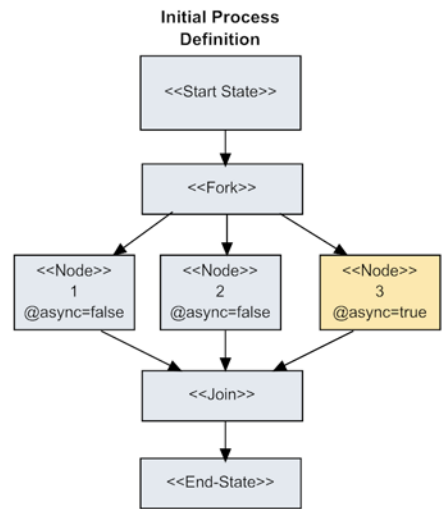 Initial Process
Definition
<<Start State>>
<<Fork>>
<<Node>>
1
@async=false
<<Node>>
2
@async=false
<<Node>>
3
@async=true
<<Join>>
<<End-State>>